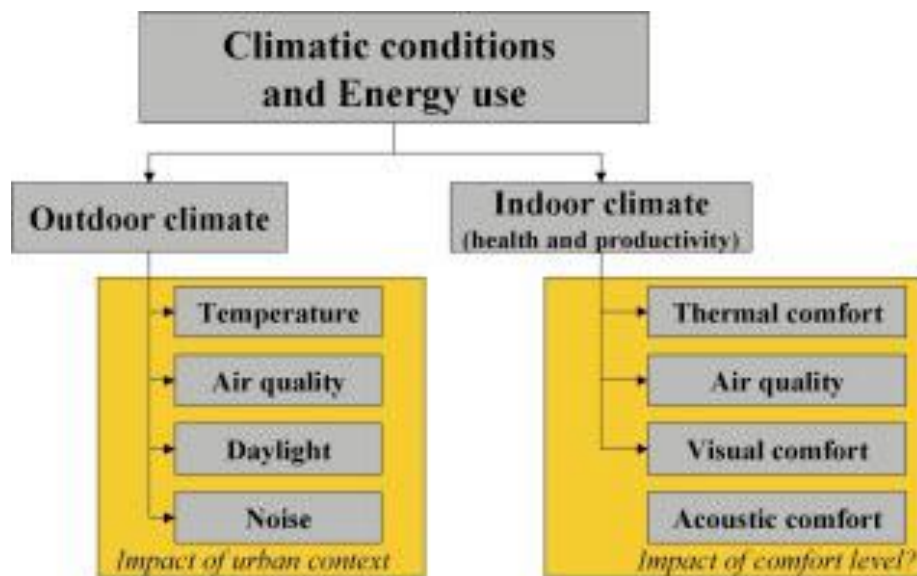 Climatic conditions
and Energy use
Outdoor climate
Indoor climate
(health and productivity)
Temperature
Air quality
Daylight
Noise
Impact of urban context
Thermal comfort
Air quality
Visual comfort
Acoustic comfort
Impact of comfort level?